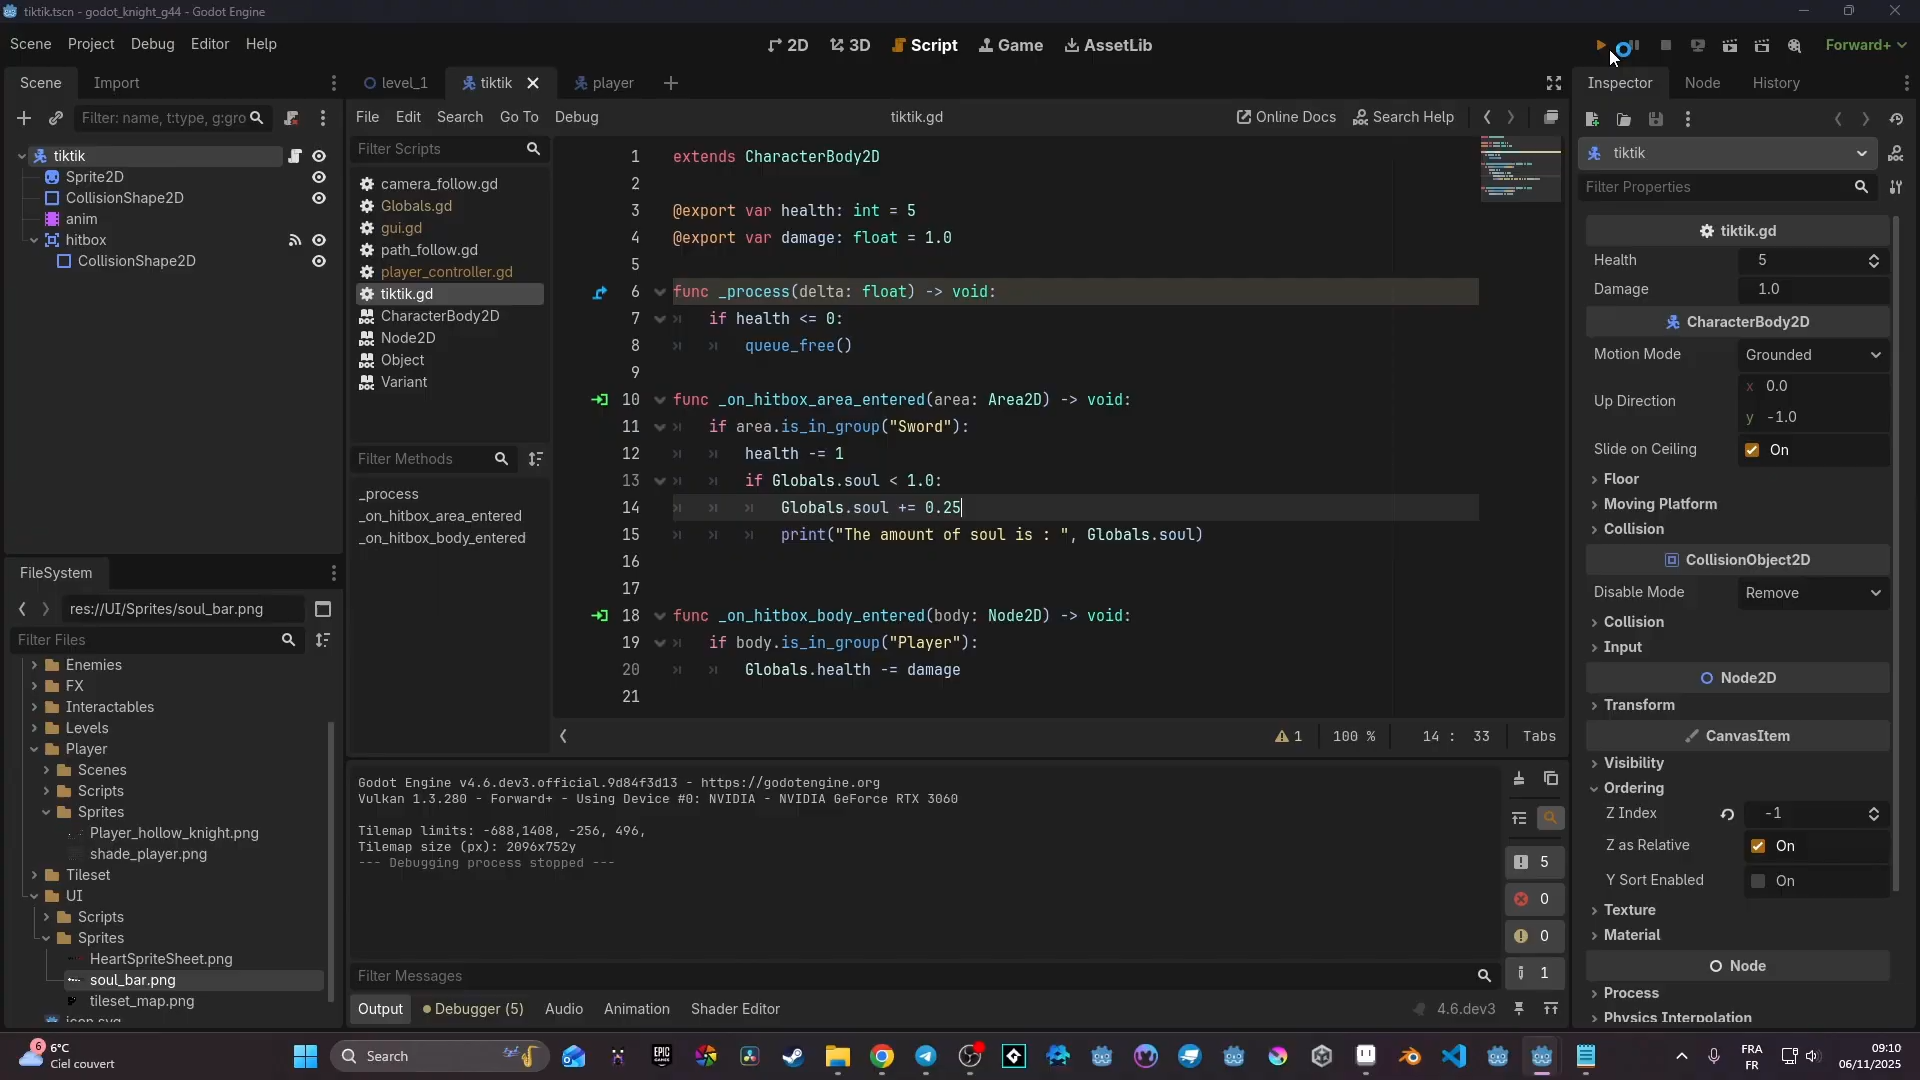 tiktik.tscn - godot_knight_g44 - Godot Engine
Scene Project Debug Editor Help
2D 3D Script Game AssetLib
Forward+
Scene Import
level_1 tiktik player
Inspector Node History
Filter: name, t:type, g:gro
File Edit Search Go To Debug
tiktik.gd
Online Docs Search Help
tiktik
Sprite2D
CollisionShape2D
anim
hitbox
CollisionShape2D
Filter Scripts
camera_follow.gd
Globals.gd
gui.gd
path_follow.gd
player_controller.gd
tiktik.gd
CharacterBody2D
Node2D
Object
Variant
Filter Methods
_process
_on_hitbox_area_entered
_on_hitbox_body_entered
1 extends CharacterBody2D
2
3 @export var health: int = 5
4 @export var damage: float = 1.0
5
6 func _process(delta: float) -> void:
7 if health <= 0:
8 queue_free()
9
10 func _on_hitbox_area_entered(area: Area2D) -> void:
11 if area.is_in_group("Sword"):
12 health -= 1
13 if Globals.soul < 1.0:
14 Globals.soul += 0.25
15 print("The amount of soul is : ", Globals.soul)
16
17
18 func _on_hitbox_body_entered(body: Node2D) -> void:
19 if body.is_in_group("Player"):
20 Globals.health -= damage
21
1 100 % 14 : 33 Tabs
tiktik
Filter Properties
tiktik.gd
Health 5
Damage 1.0
CharacterBody2D
Motion Mode Grounded
Up Direction
x 0.0
y -1.0
Slide on Ceiling On
Floor
Moving Platform
Collision
CollisionObject2D
Disable Mode Remove
Collision
Input
Node2D
Transform
CanvasItem
Visibility
Ordering
Z Index -1
Z as Relative On
Y Sort Enabled On
Texture
Material
Node
Process
Physics Interpolation
FileSystem
res://UI/Sprites/soul_bar.png
Filter Files
Enemies
FX
Interactables
Levels
Player
Scenes
Scripts
Sprites
Player_hollow_knight.png
shade_player.png
Tileset
UI
Scripts
Sprites
HeartSpriteSheet.png
soul_bar.png
tileset_map.png
icon.svg
Godot Engine v4.6.dev3.official.9d84f3d13 - https://godotengine.org
Vulkan 1.3.280 - Forward+ - Using Device #0: NVIDIA - NVIDIA GeForce RTX 3060
Tilemap limits: -688,1408, -256, 496,
Tilemap size (px): 2096x752y
--- Debugging process stopped ---
5
0
0
1
Filter Messages
Output Debugger (5) Audio Animation Shader Editor
4.6.dev3
6
6°C
Ciel couvert
Search
EPIC GAMES
FRA
FR
09:10
06/11/2025